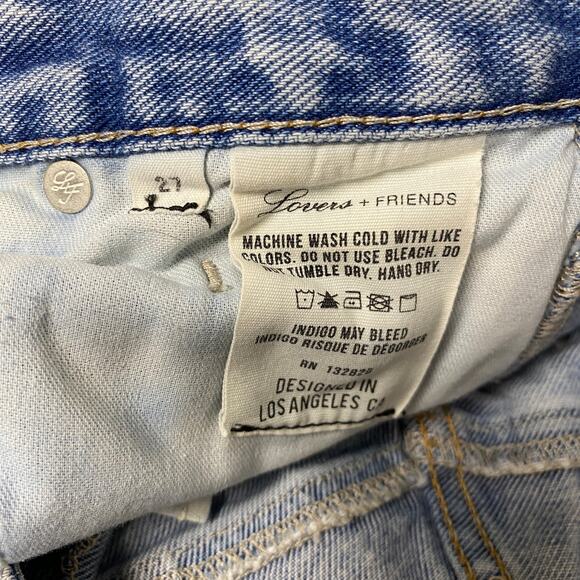 L&F
27
Lovers + FRIENDS
MACHINE WASH COLD WITH LIKE
COLORS. DO NOT USE BLEACH. DO
NOT TUMBLE DRY. HANG DRY.
INDIGO MAY BLEED
INDIGO RISQUE DE DÉGORGER
RN 132828
DESIGNED IN
LOS ANGELES CA